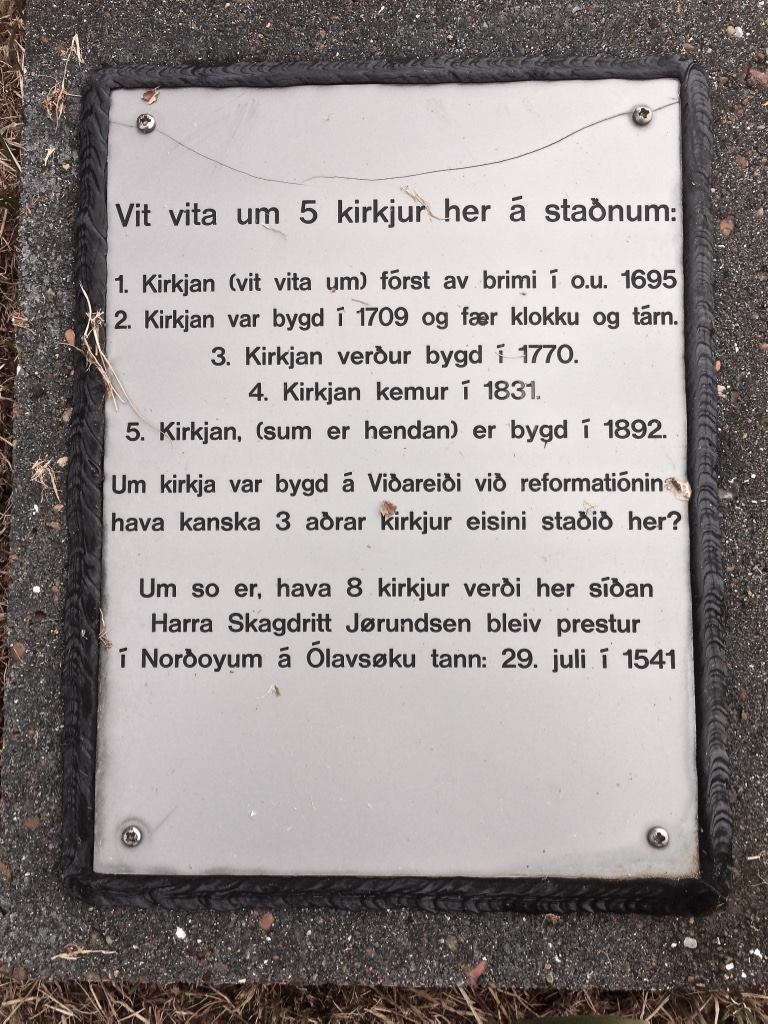 Vit vita um 5 kirkjur her á staðnum:
1. Kirkjan (vit vita um) fórst av brimi í o.u. 1695
2. Kirkjan var bygd í 1709 og fær klokku og tárn.
3. Kirkjan verður bygd í 1770.
4. Kirkjan kemur í 1831.
5. Kirkjan, (sum er hendan) er bygd í 1892.
Um kirkja var bygd á Viðareiði við reformatiónina
hava kanska 3 aðrar kirkjur eisini staðið her?
Um so er, hava 8 kirkjur verði her síðan
Harra Skagdritt Jørundsen bleiv prestur
í Norðoyum á Ólavsøku tann: 29. juli í 1541